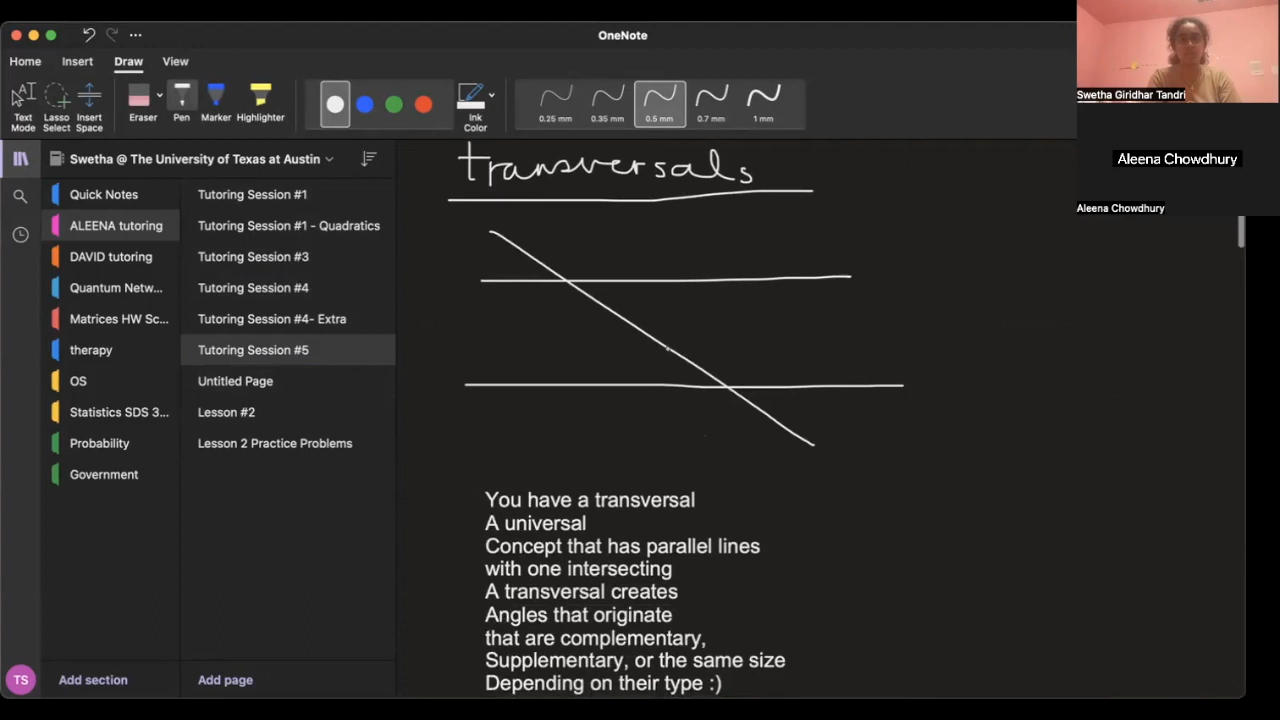 OneNote
Home Insert Draw View
Text Mode
Lasso Select
Insert Space
Eraser
Pen
Marker
Highlighter
Ink Color
0.25 mm
0.35 mm
0.5 mm
0.7 mm
1 mm
Swetha Giridhar Tandri
Aleena Chowdhury
Aleena Chowdhury
Swetha @ The University of Texas at Austin
Quick Notes
ALEENA tutoring
DAVID tutoring
Quantum Netw...
Matrices HW Sc...
therapy
OS
Statistics SDS 3...
Probability
Government
Tutoring Session #1
Tutoring Session #1 - Quadratics
Tutoring Session #3
Tutoring Session #4
Tutoring Session #4- Extra
Tutoring Session #5
Untitled Page
Lesson #2
Lesson 2 Practice Problems
TS
Add section
Add page
transversals
You have a transversal
A universal
Concept that has parallel lines
with one intersecting
A transversal creates
Angles that originate
that are complementary,
Supplementary, or the same size
Depending on their type :)